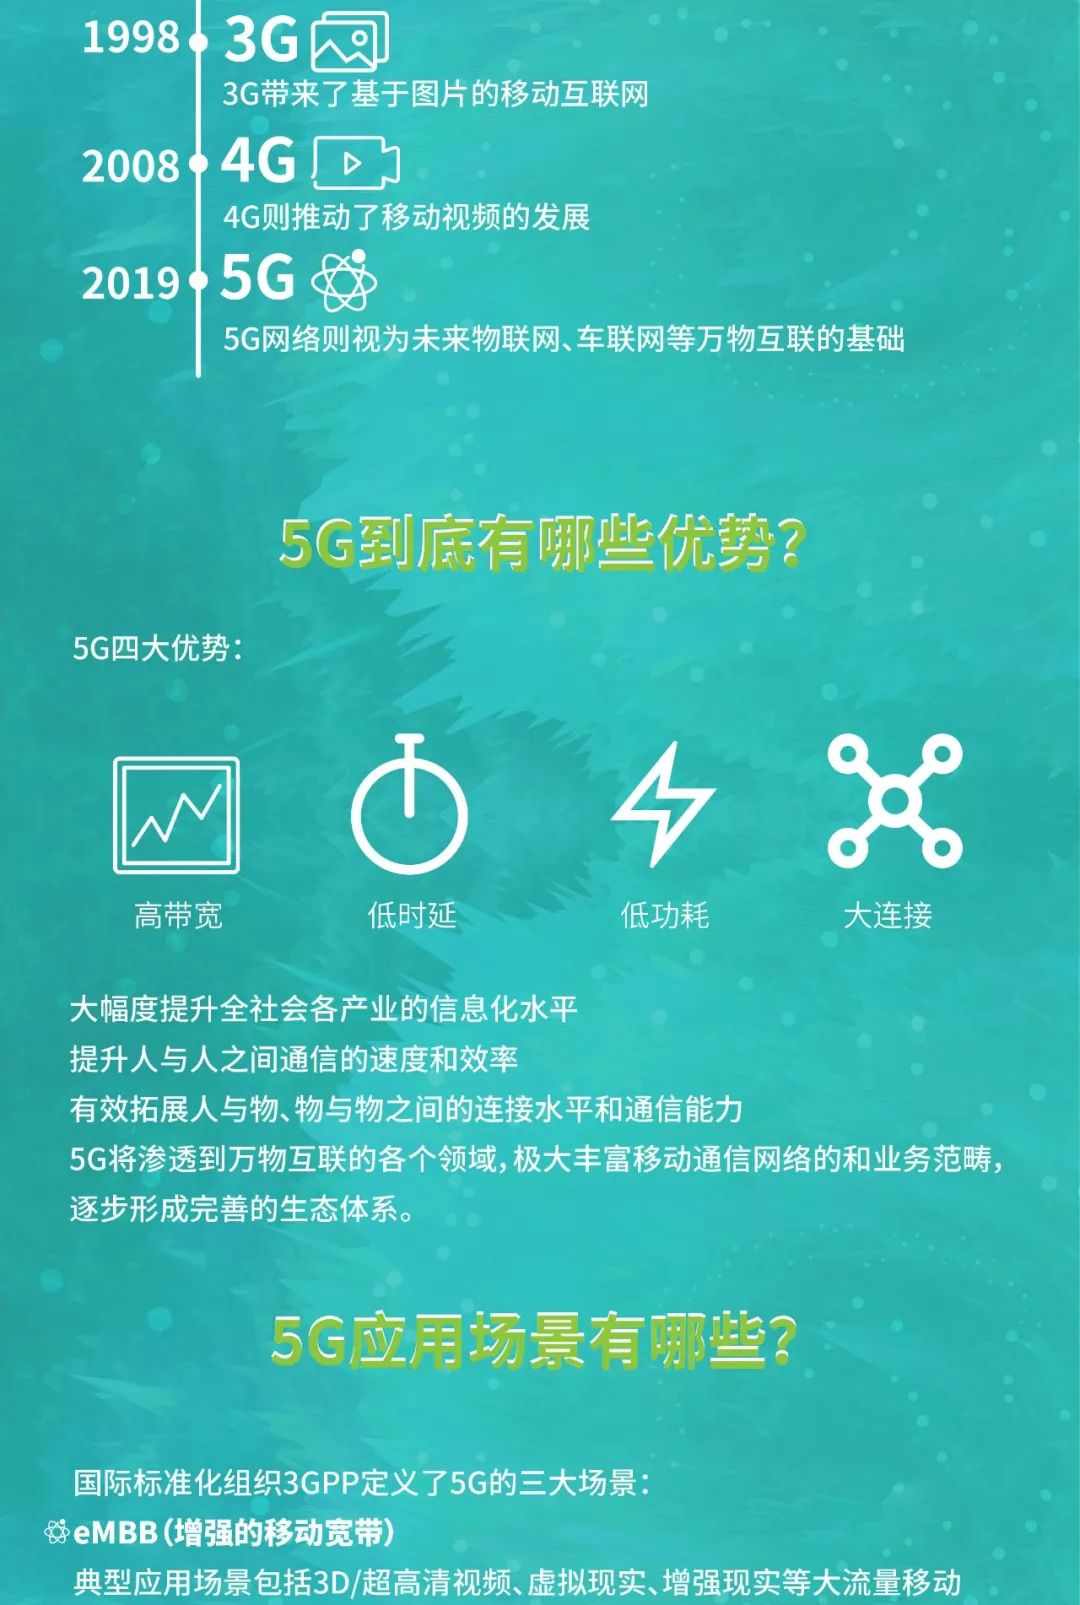 1998 3G
3G带来了基于图片的移动互联网
2008 4G
4G则推动了移动视频的发展
2019 5G
5G网络则视为未来物联网、车联网等万物互联的基础
5G到底有哪些优势？
5G四大优势：
高带宽 低时延 低功耗 大连接
大幅度提升全社会各产业的信息化水平
提升人与人之间通信的速度和效率
有效拓展人与物、物与物之间的连接水平和通信能力
5G将渗透到万物互联的各个领域，极大丰富移动通信网络的和业务范畴，
逐步形成完善的生态体系。
5G应用场景有哪些？
国际标准化组织3GPP定义了5G的三大场景：
eMBB（增强的移动宽带）
典型应用场景包括3D/超高清视频、虚拟现实、增强现实等大流量移动